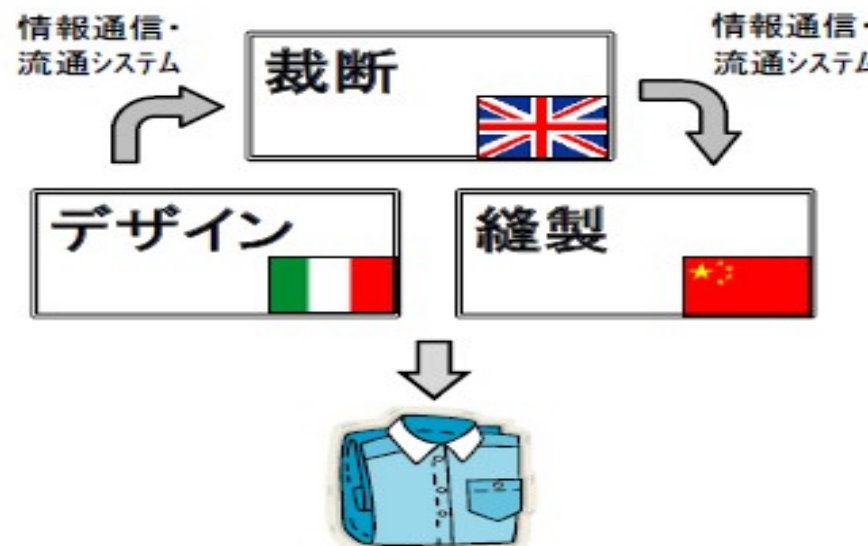 情報通信・
流通システム
裁断
情報通信・
流通システム
デザイン
縫製